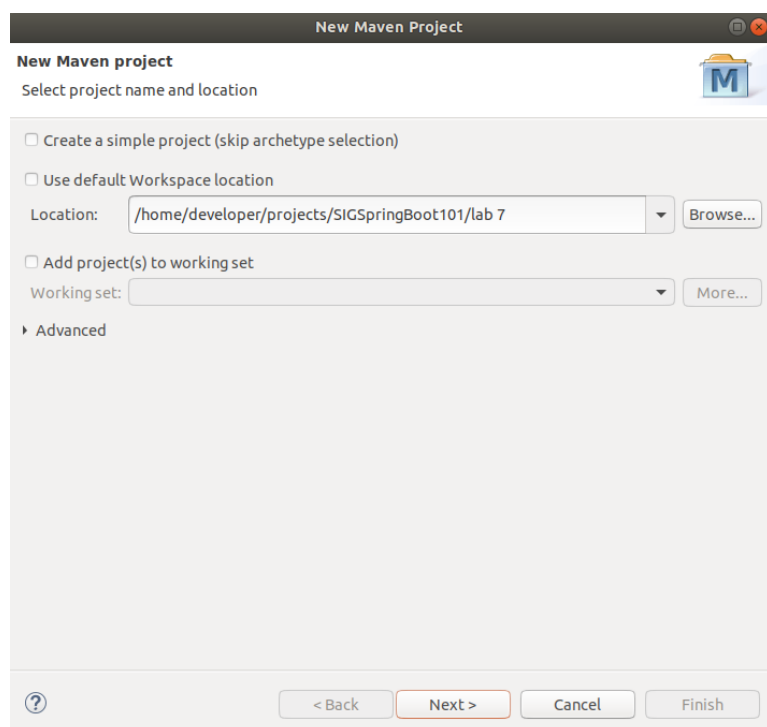 New Maven Project
New Maven project
Select project name and location
M
Create a simple project (skip archetype selection)
Use default Workspace location
Location: /home/developer/projects/SIGSpringBoot101/lab 7 Browse...
Add project(s) to working set
Working set: More...
Advanced
? < Back Next > Cancel Finish